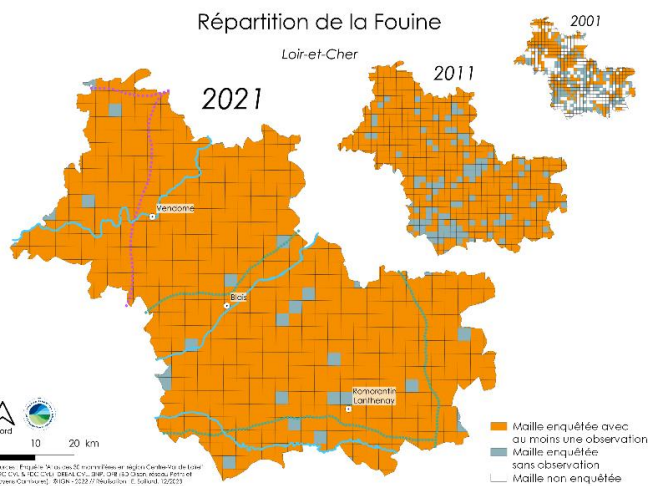 Répartition de la Fouine
Loir-et-Cher
2001
2011
2021
Vendome
Blois
Romorantin
Lanthenay
10 20 km
Maille enquêtée avec
au moins une observation
Maille enquêtée
sans observation
Maille non enquêtée